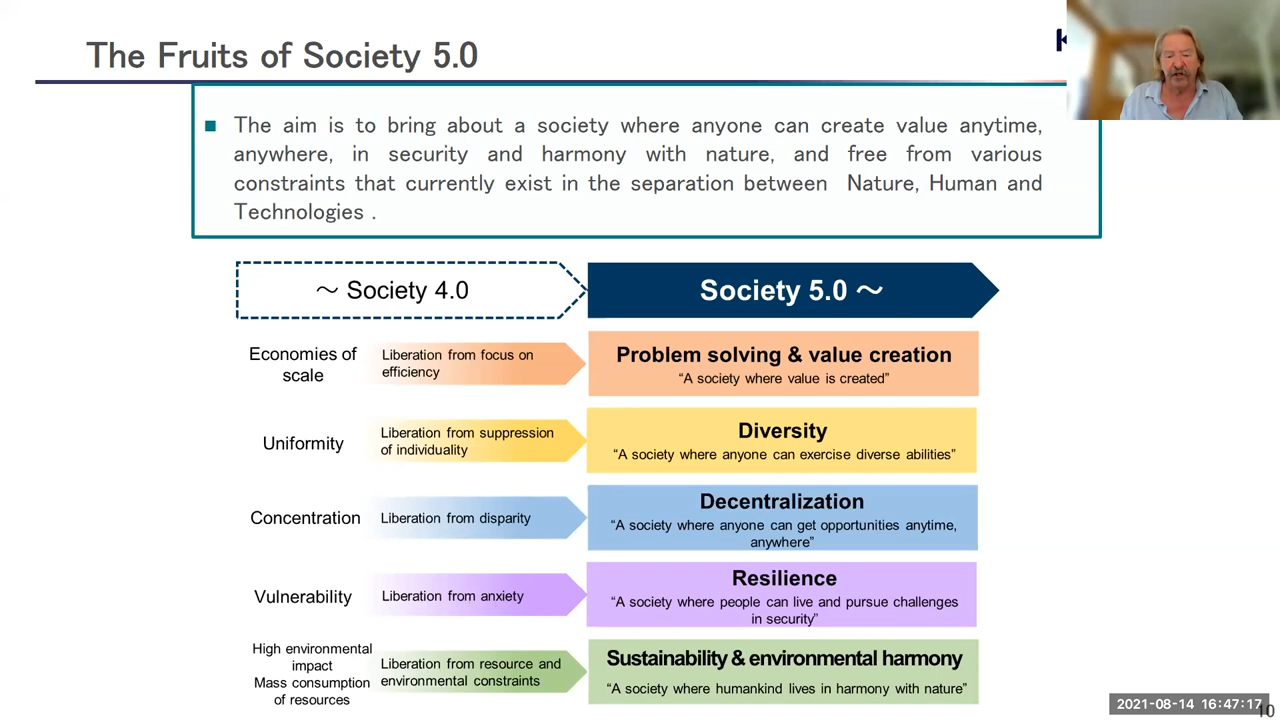 The Fruits of Society 5.0
K
The aim is to bring about a society where anyone can create value anytime,
anywhere, in security and harmony with nature, and free from various
constraints that currently exist in the separation between Nature, Human and
Technologies .
～ Society 4.0
Society 5.0 ～
Economies of
scale
Liberation from focus on
efficiency
Problem solving & value creation
“A society where value is created”
Uniformity
Liberation from suppression
of individuality
Diversity
“A society where anyone can exercise diverse abilities”
Concentration
Liberation from disparity
Decentralization
“A society where anyone can get opportunities anytime,
anywhere”
Vulnerability
Liberation from anxiety
Resilience
“A society where people can live and pursue challenges
in security”
High environmental
impact
Mass consumption
of resources
Liberation from resource and
environmental constraints
Sustainability & environmental harmony
“A society where humankind lives in harmony with nature”
2021-08-14 16:47:17
10